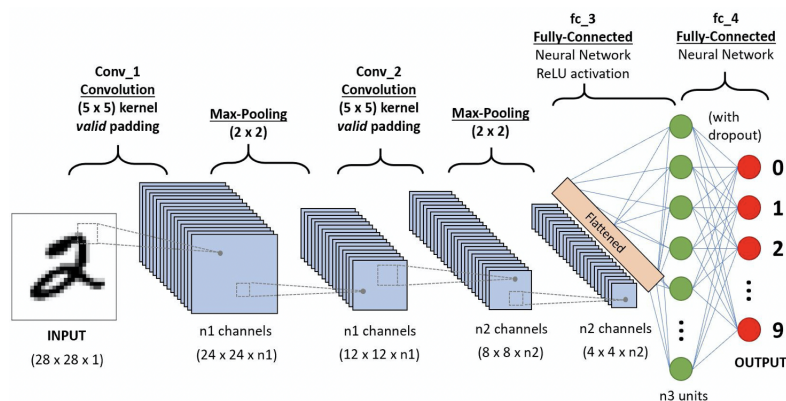 fc_3
Fully-Connected
Neural Network
ReLU activation
fc_4
Fully-Connected
Neural Network
Conv_1
Convolution
(5 x 5) kernel
valid padding
Max-Pooling
(2 x 2)
Conv_2
Convolution
(5 x 5) kernel
valid padding
Max-Pooling
(2 x 2)
(with
dropout)
0
1
2
9
Flattened
2
INPUT
(28 x 28 x 1)
n1 channels
(24 x 24 x n1)
n1 channels
(12 x 12 x n1)
n2 channels
(8 x 8 x n2)
n2 channels
(4 x 4 x n2)
OUTPUT
n3 units